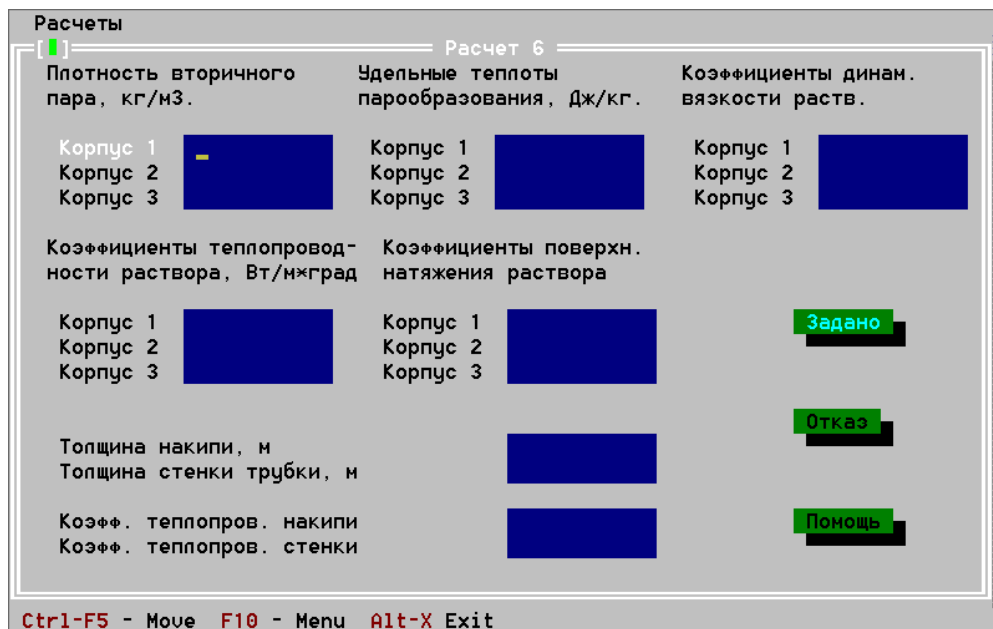 Расчеты
[ ] Расчет 6
Плотность вторичного Удельные теплоты Коэффициенты динам.
пара, кг/м3. парообразования, Дж/кг. вязкости раств.
Корпус 1 Корпус 1 Корпус 1
Корпус 2 Корпус 2 Корпус 2
Корпус 3 Корпус 3 Корпус 3
Коэффициенты теплопровод- Коэффициенты поверхн.
ности раствора, Вт/м*град натяжения раствора
Корпус 1 Корпус 1 Задано
Корпус 2 Корпус 2
Корпус 3 Корпус 3
Отказ
Толщина накипи, м
Толщина стенки трубки, м
Коэфф. теплопров. накипи Помощь
Коэфф. теплопров. стенки
Ctrl-F5 - Move F10 - Menu Alt-X Exit